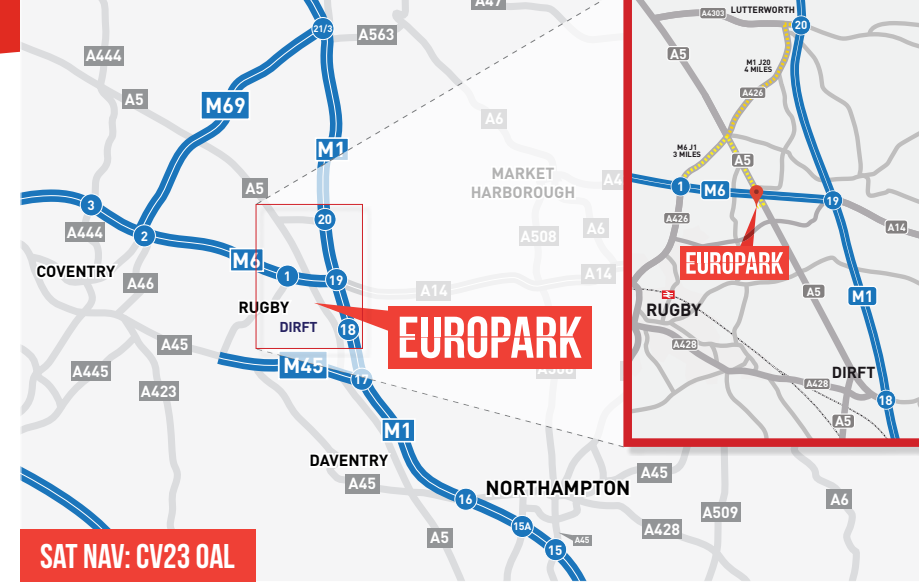 A47
21/3
A563
A444
A5
M69
A6
M1
MARKET
HARBOROUGH
A4
A5
3
20
A444
2
A508
A6
M6
COVENTRY
1
19
A14
A14
A46
RUGBY
DIRFT
18
EUROPARK
A45
M45
17
A445
A423
M1
DAVENTRY
A45
A45
16
NORTHAMPTON
A6
A509
15A
A428
A5
A45
15
SAT NAV: CV23 0AL
A4303
LUTTERWORTH
20
A5
M1 J20
4 MILES
A426
M6 J1
3 MILES
A5
1
M6
19
A426
A14
EUROPARK
A5
M1
RUGBY
A428
DIRFT
A428
18
A5